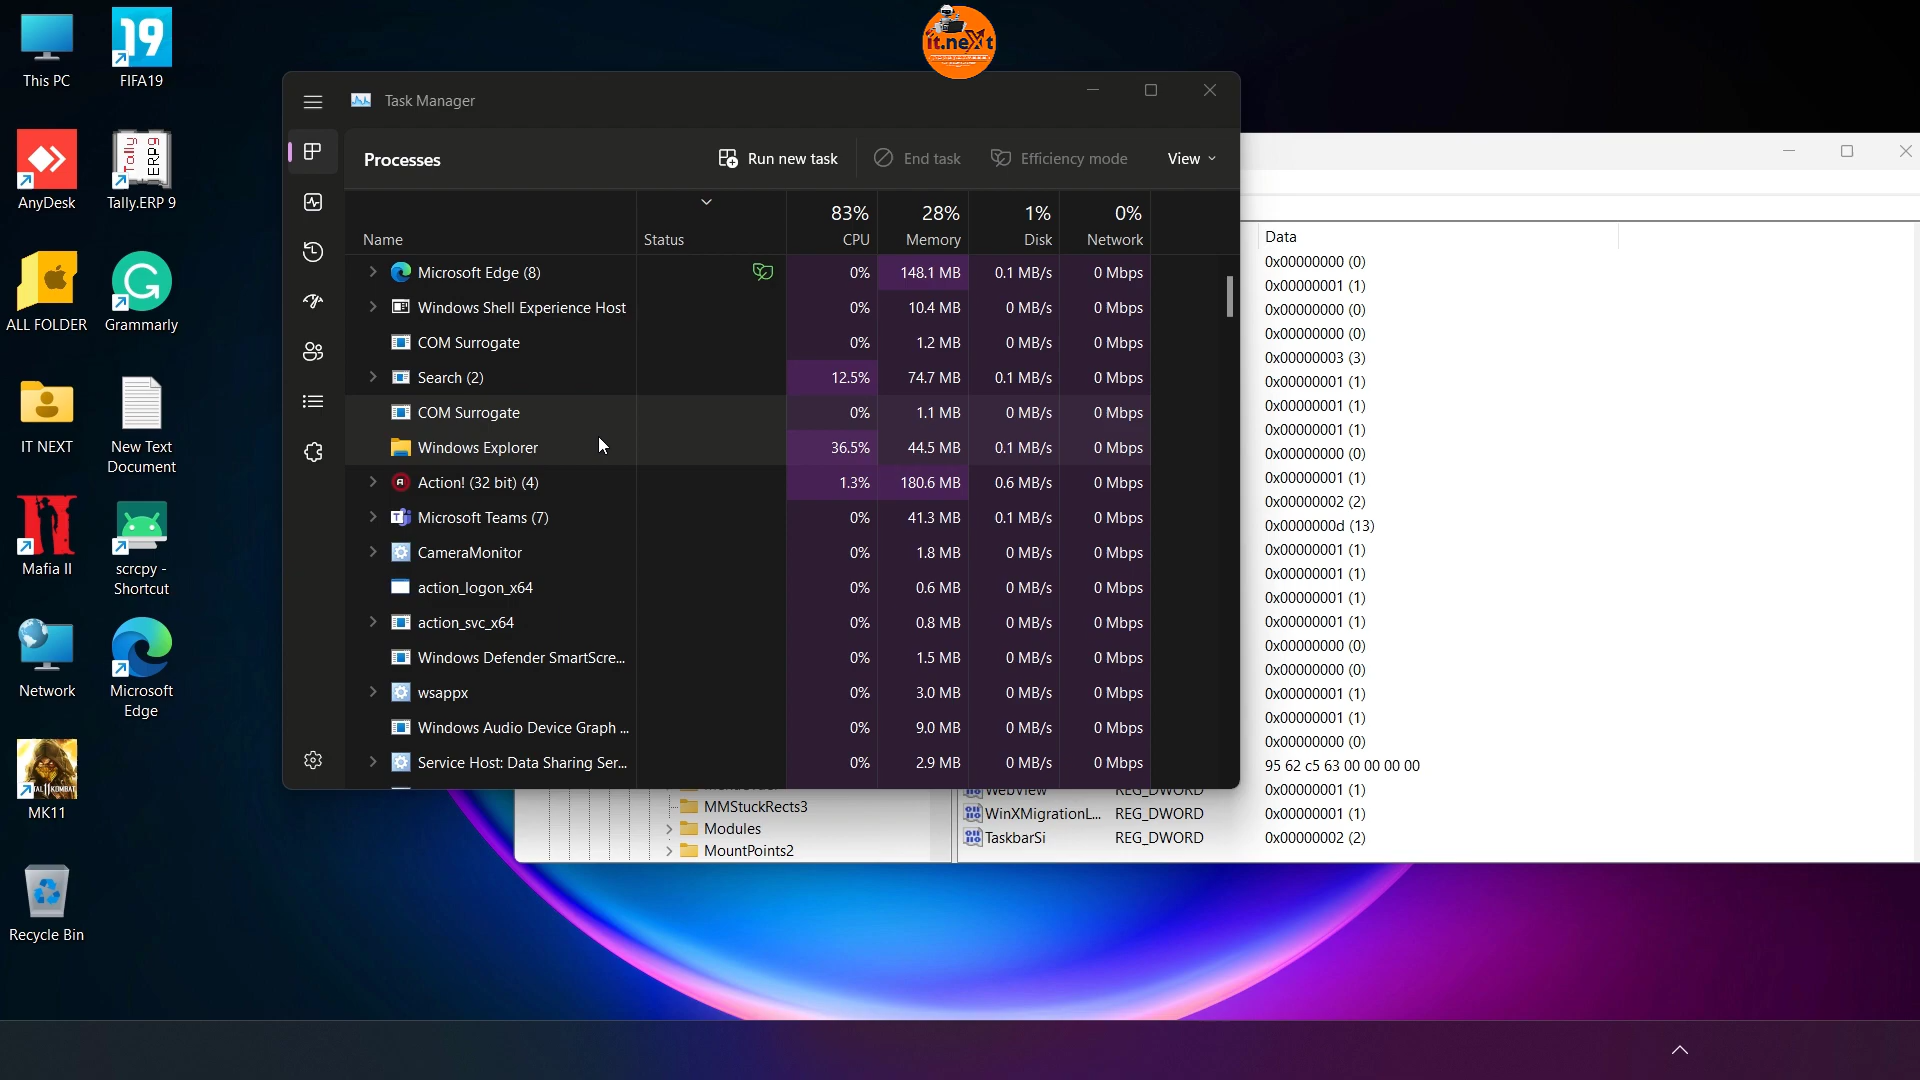 This PC
FIFA19
AnyDesk
Tally.ERP 9
ALL FOLDER
Grammarly
IT NEXT
New Text
Document
Mafia II
scrcpy -
Shortcut
Network
Microsoft
Edge
MK11
Recycle Bin
19
Tally
ERP9
it.neXt
Task Manager
Processes
Run new task
End task
Efficiency mode
View
Name
Status
83%
CPU
28%
Memory
1%
Disk
0%
Network
Microsoft Edge (8) 0% 148.1 MB 0.1 MB/s 0 Mbps
Windows Shell Experience Host 0% 10.4 MB 0 MB/s 0 Mbps
COM Surrogate 0% 1.2 MB 0 MB/s 0 Mbps
Search (2) 12.5% 74.7 MB 0.1 MB/s 0 Mbps
COM Surrogate 0% 1.1 MB 0 MB/s 0 Mbps
Windows Explorer 36.5% 44.5 MB 0.1 MB/s 0 Mbps
Action! (32 bit) (4) 1.3% 180.6 MB 0.6 MB/s 0 Mbps
Microsoft Teams (7) 0% 41.3 MB 0.1 MB/s 0 Mbps
CameraMonitor 0% 1.8 MB 0 MB/s 0 Mbps
action_logon_x64 0% 0.6 MB 0 MB/s 0 Mbps
action_svc_x64 0% 0.8 MB 0 MB/s 0 Mbps
Windows Defender SmartScre... 0% 1.5 MB 0 MB/s 0 Mbps
wsappx 0% 3.0 MB 0 MB/s 0 Mbps
Windows Audio Device Graph ... 0% 9.0 MB 0 MB/s 0 Mbps
Service Host: Data Sharing Ser... 0% 2.9 MB 0 MB/s 0 Mbps
Data
0x00000000 (0)
0x00000001 (1)
0x00000000 (0)
0x00000000 (0)
0x00000003 (3)
0x00000001 (1)
0x00000001 (1)
0x00000001 (1)
0x00000000 (0)
0x00000001 (1)
0x00000002 (2)
0x0000000d (13)
0x00000001 (1)
0x00000001 (1)
0x00000001 (1)
0x00000001 (1)
0x00000000 (0)
0x00000000 (0)
0x00000001 (1)
0x00000001 (1)
0x00000000 (0)
95 62 c5 63 00 00 00 00
WebView REG_DWORD 0x00000001 (1)
WinXMigrationL... REG_DWORD 0x00000001 (1)
TaskbarSi REG_DWORD 0x00000002 (2)
MMStuckRects3
Modules
MountPoints2